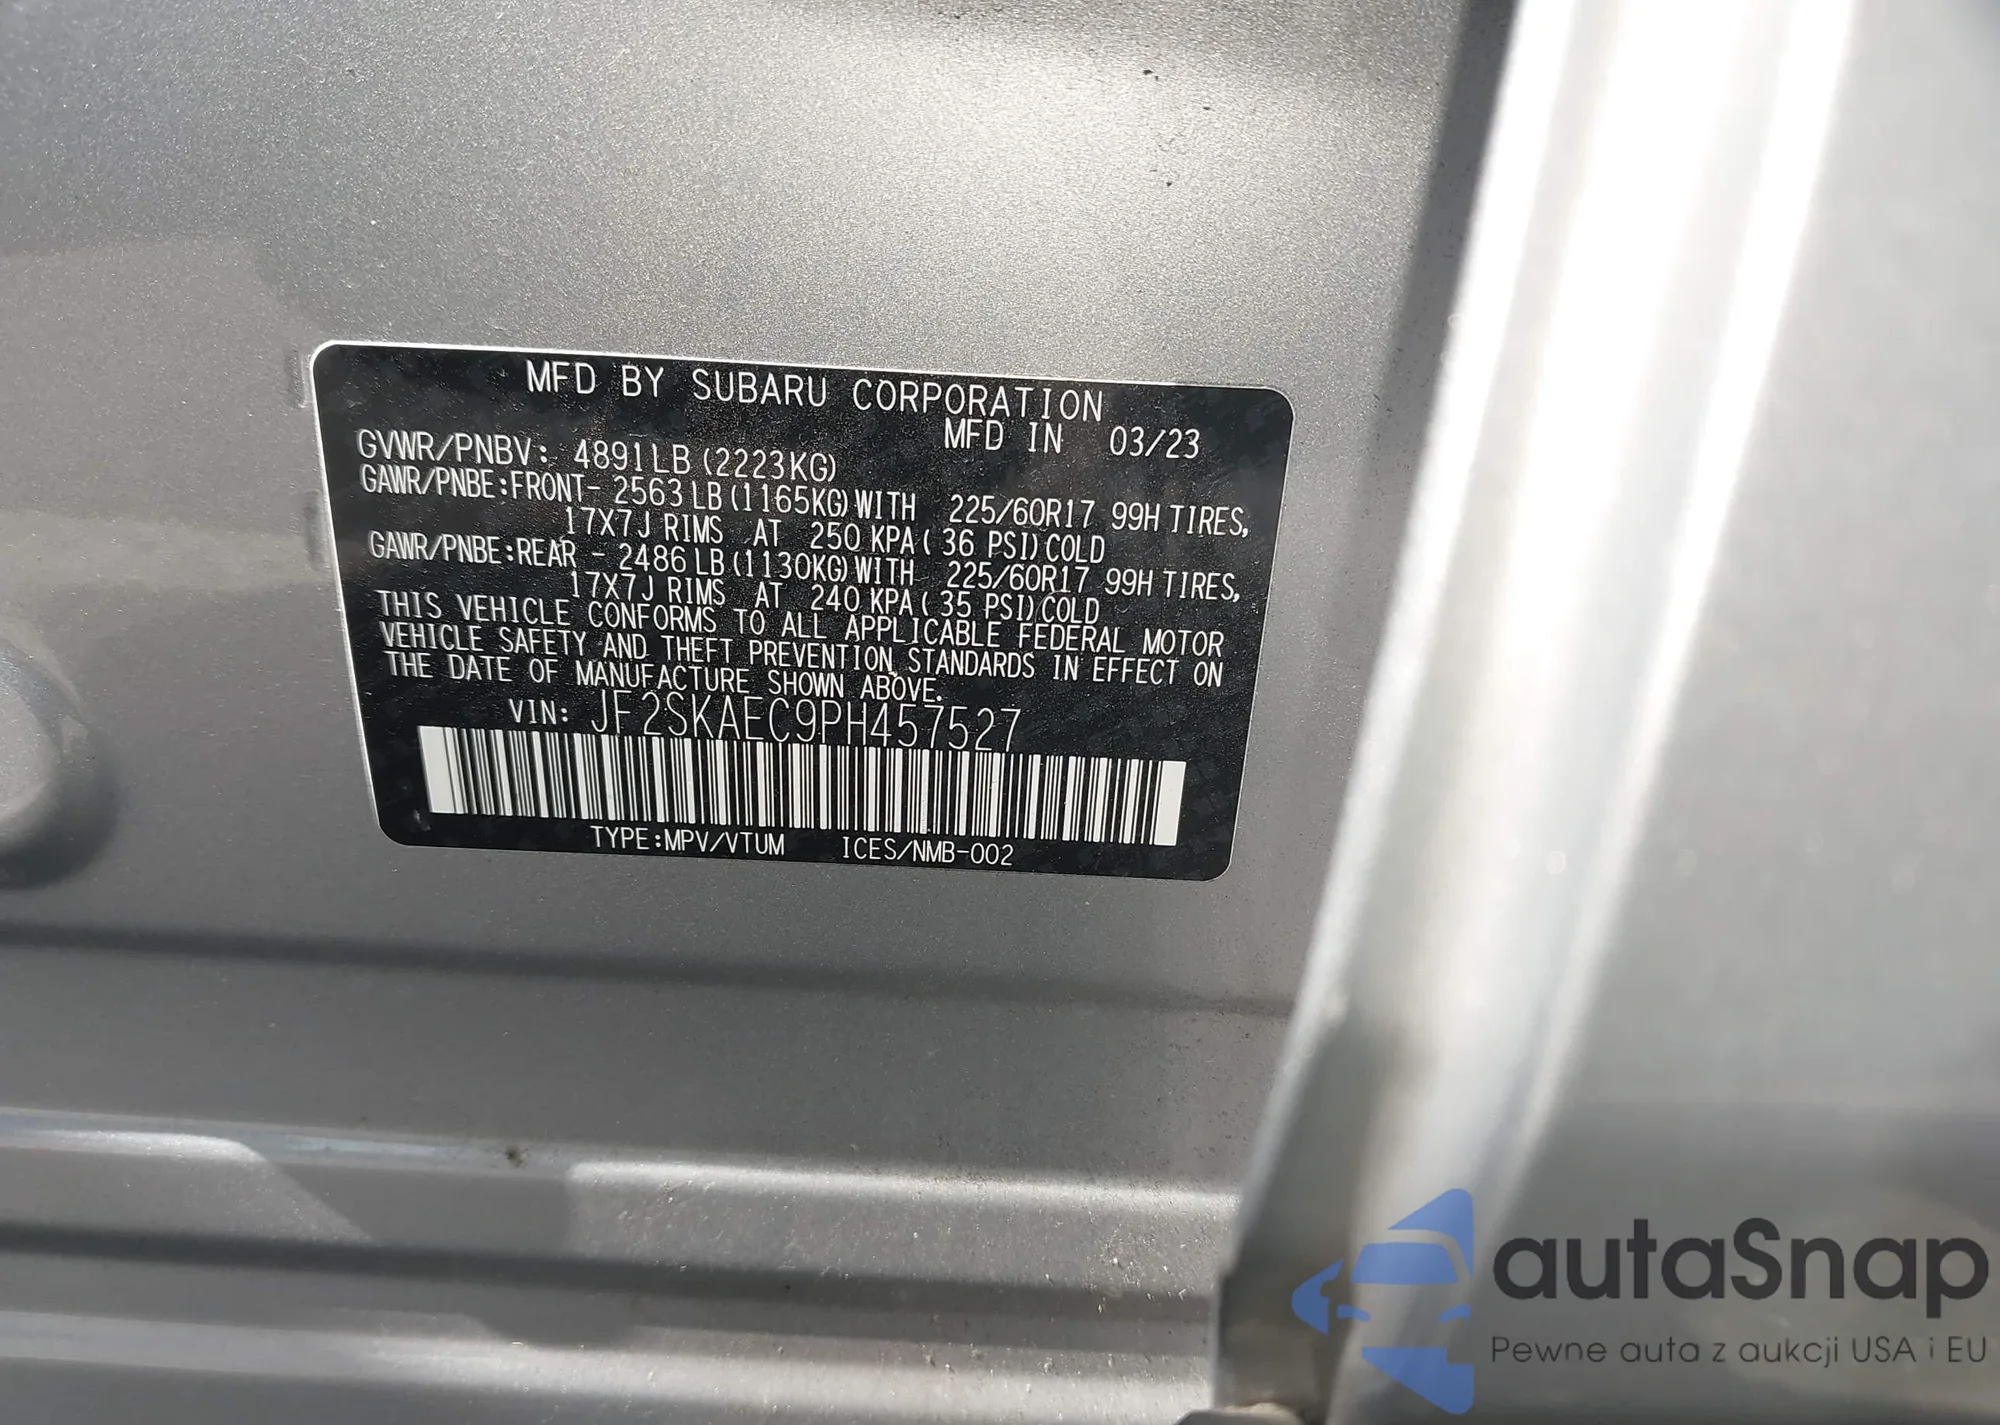 MFD BY SUBARU CORPORATION
MFD IN 03/23
GVWR/PNBV: 4891LB (2223KG)
GAWR/PNBE:FRONT- 2563LB (1165KG) WITH 225/60R17 99H TIRES,
17X7J RIMS AT 250 KPA( 36 PSI) COLD
GAWR/PNBE:REAR - 2486LB (1130KG) WITH 225/60R17 99H TIRES,
17X7J RIMS AT 240 KPA( 35 PSI) COLD
THIS VEHICLE CONFORMS TO ALL APPLICABLE FEDERAL MOTOR
VEHICLE SAFETY AND THEFT PREVENTION STANDARDS IN EFFECT ON
THE DATE OF MANUFACTURE SHOWN ABOVE.
VIN: JF2SKAEC9PH457527
TYPE:MPV/VTUM ICES/NMB-002
autaSnap
Pewne auta z aukcji USA i EU